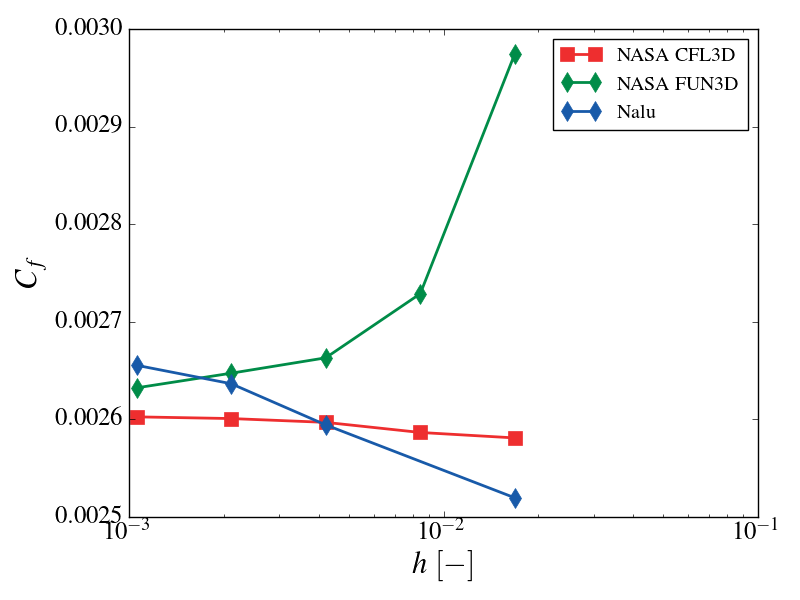 0.0030
0.0029
0.0028
0.0027
0.0026
0.0025
C_f
10^{-3}
10^{-2}
10^{-1}
h [−]
NASA CFL3D
NASA FUN3D
Nalu